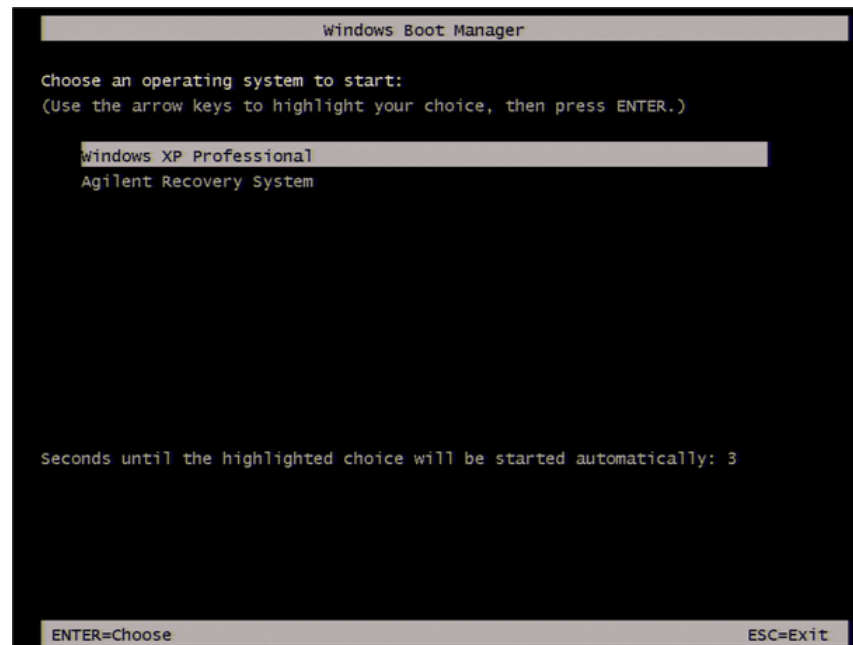 Windows Boot Manager
Choose an operating system to start:
(Use the arrow keys to highlight your choice, then press ENTER.)
Windows XP Professional
Agilent Recovery System
Seconds until the highlighted choice will be started automatically: 3
ENTER=Choose ESC=Exit